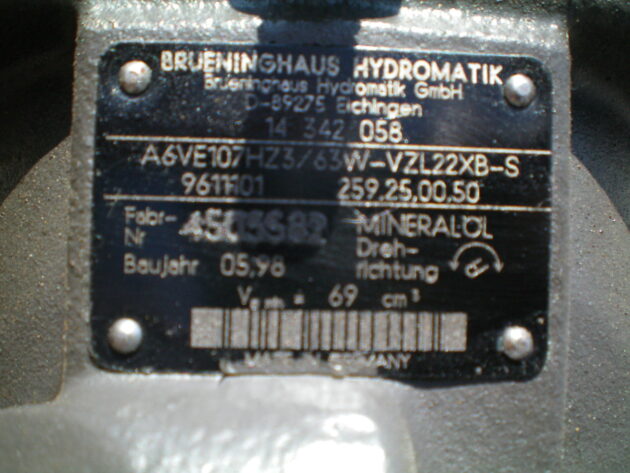 BRUENINGHAUS HYDROMATIK
Brueninghaus Hydromatik GmbH
D-89275 Elchingen
14 342 058
A6VE107HZ3/63W-VZL22XB-S
9611101 259.25.00.50
Fabr-
Nr MINERALÖL
Baujahr 05.98 Dreh-
richtung
V = 69 cm³
MADE IN GERMANY